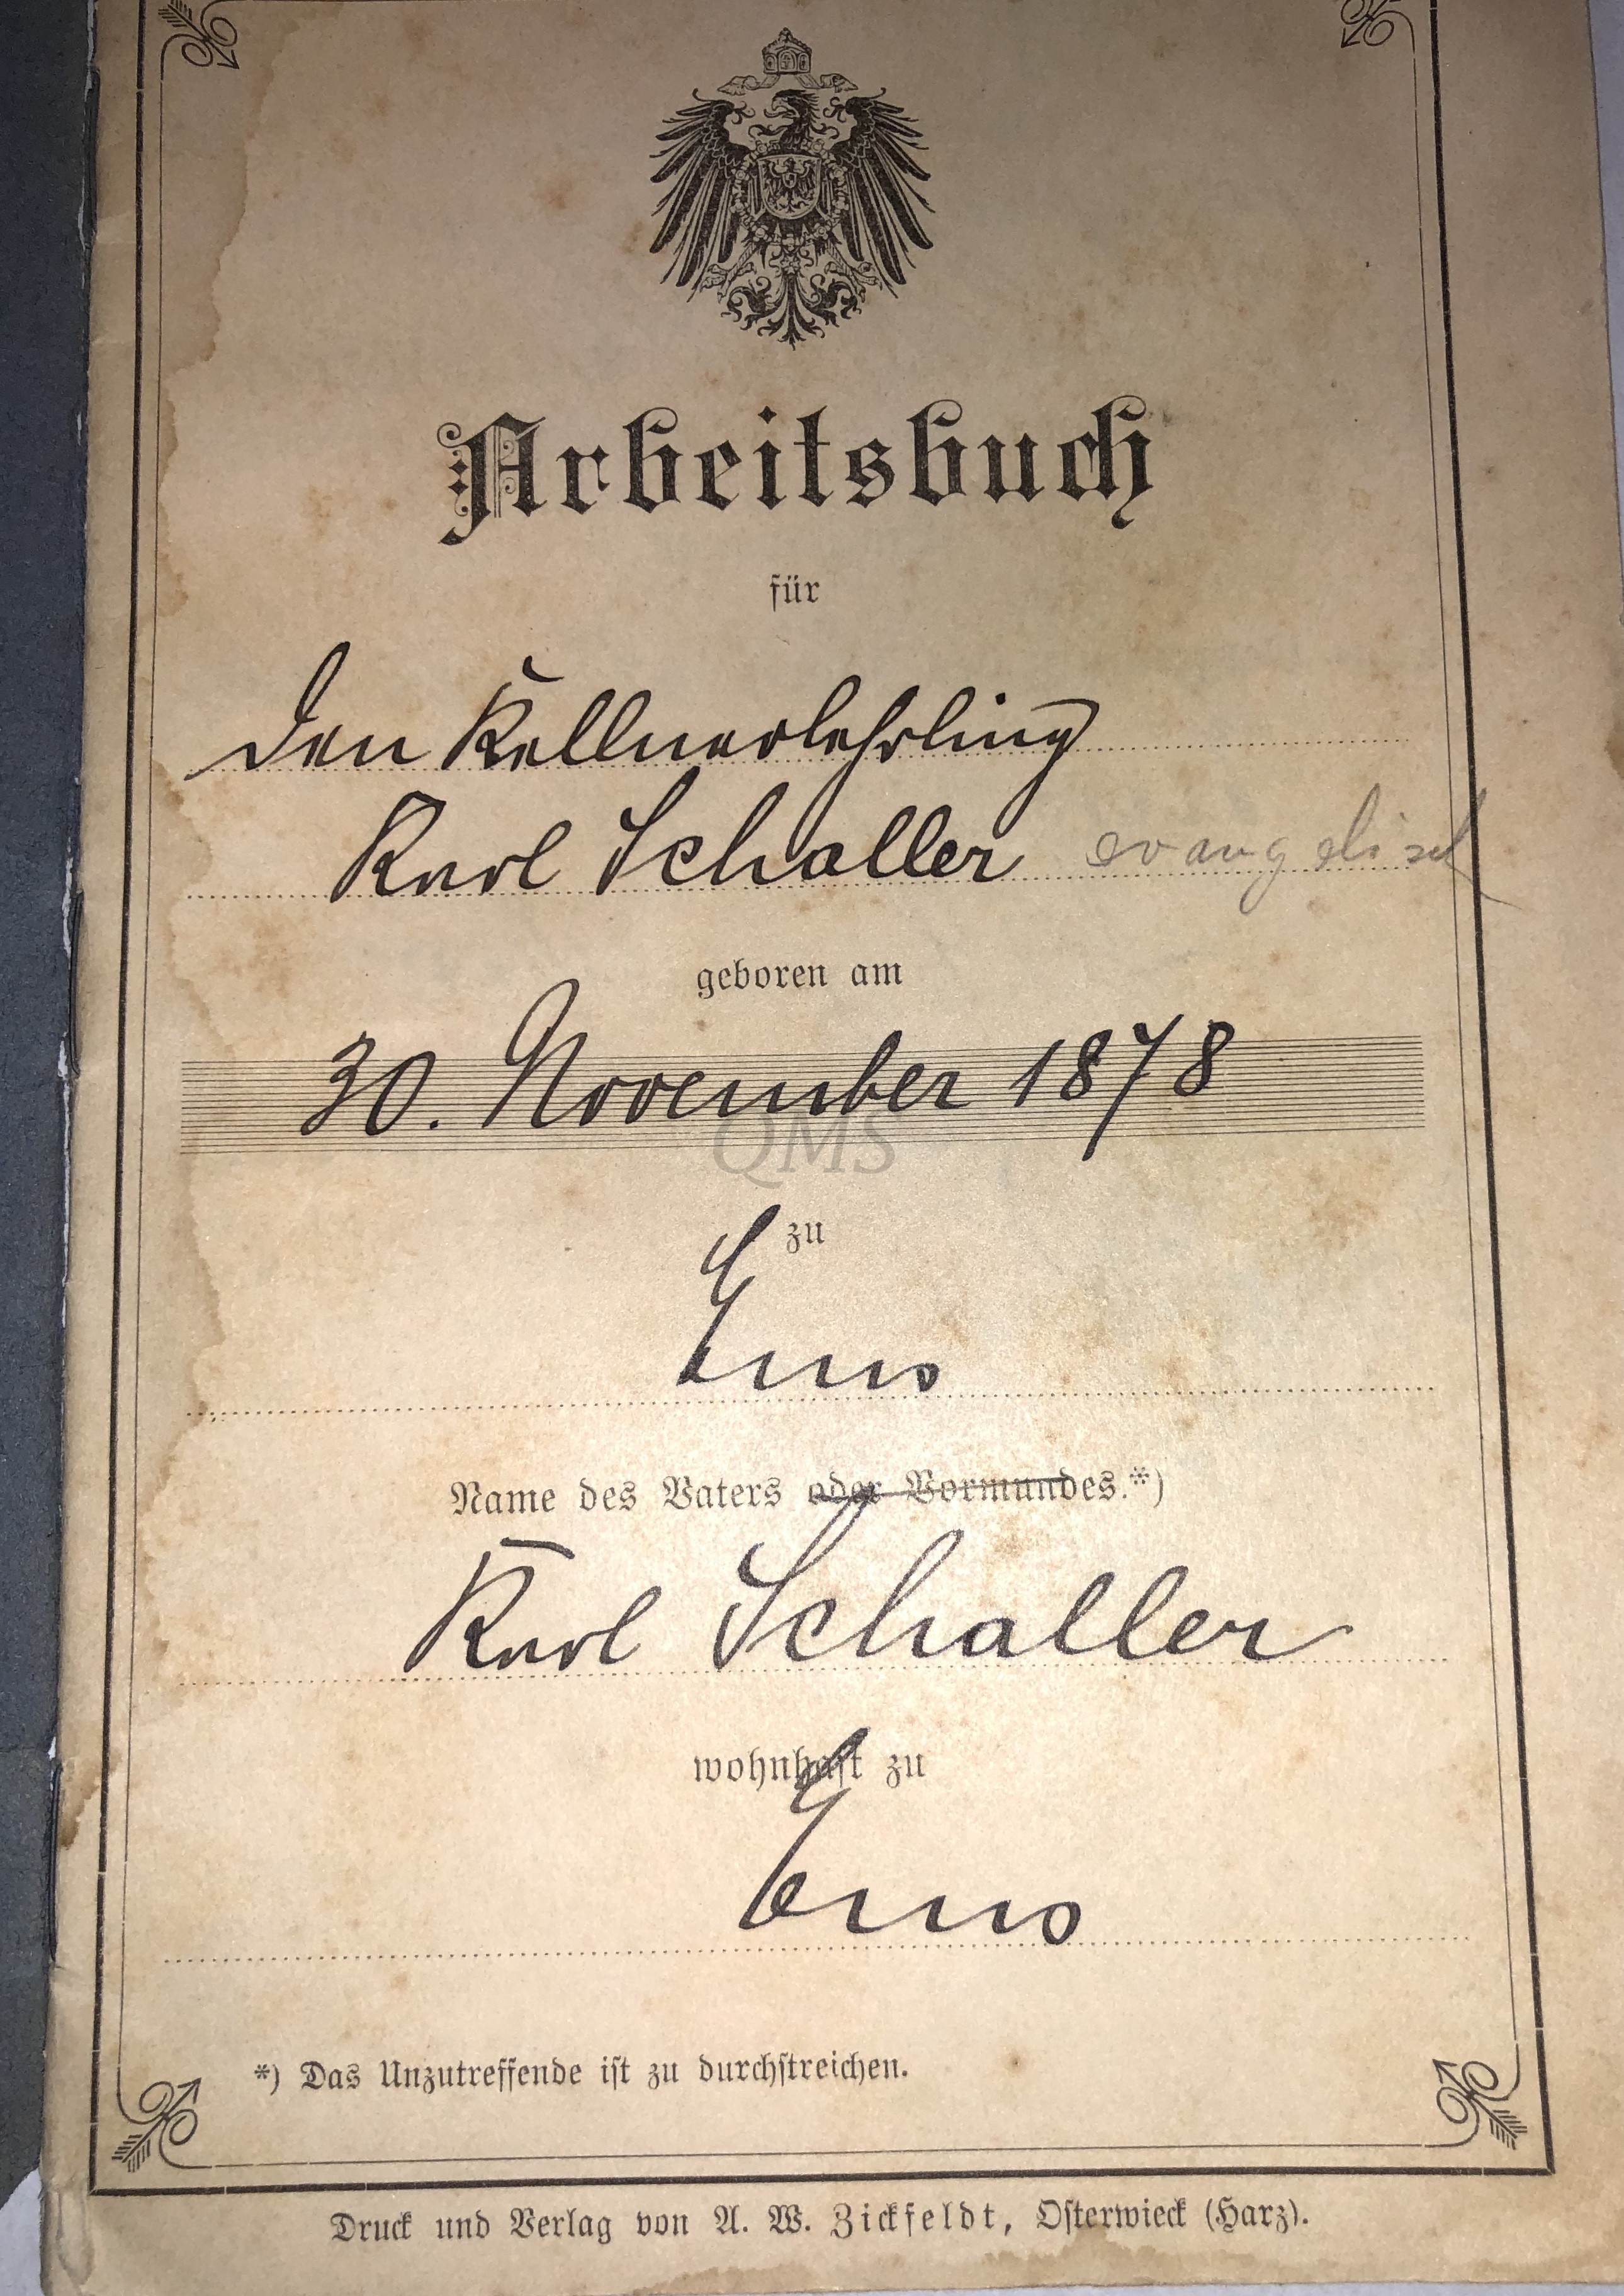 Arbeitsbuch
für
den Kellnerlehrling
Karl Schaller evangelisch
geboren am
30. November 1878
QMS
zu
Ems
Name des Vaters oder Vormundes.*)
Karl Schaller
wohnhaft zu
Ems
*) Das Unzutreffende ist zu durchstreichen.
Druck und Verlag von A. W. Zickfeldt, Osterwieck (Harz).